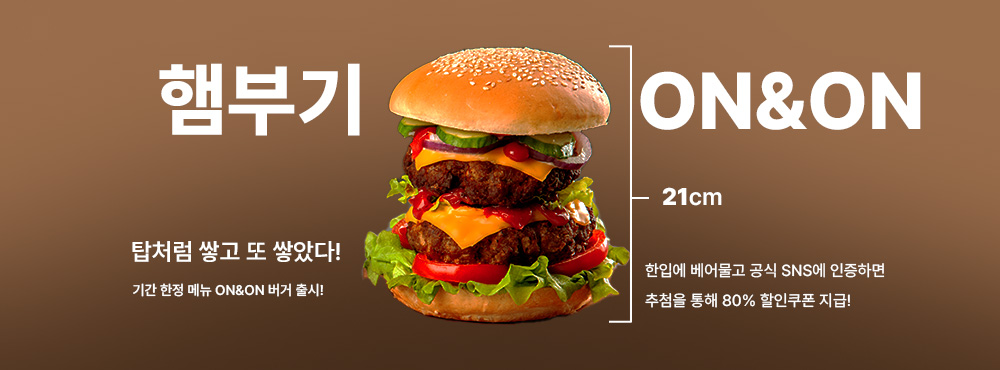 햄부기
ON&ON
21cm
탑처럼 쌓고 또 쌓았다!
기간 한정 메뉴 ON&ON 버거 출시!
한입에 베어물고 공식 SNS에 인증하면
추첨을 통해 80% 할인쿠폰 지급!